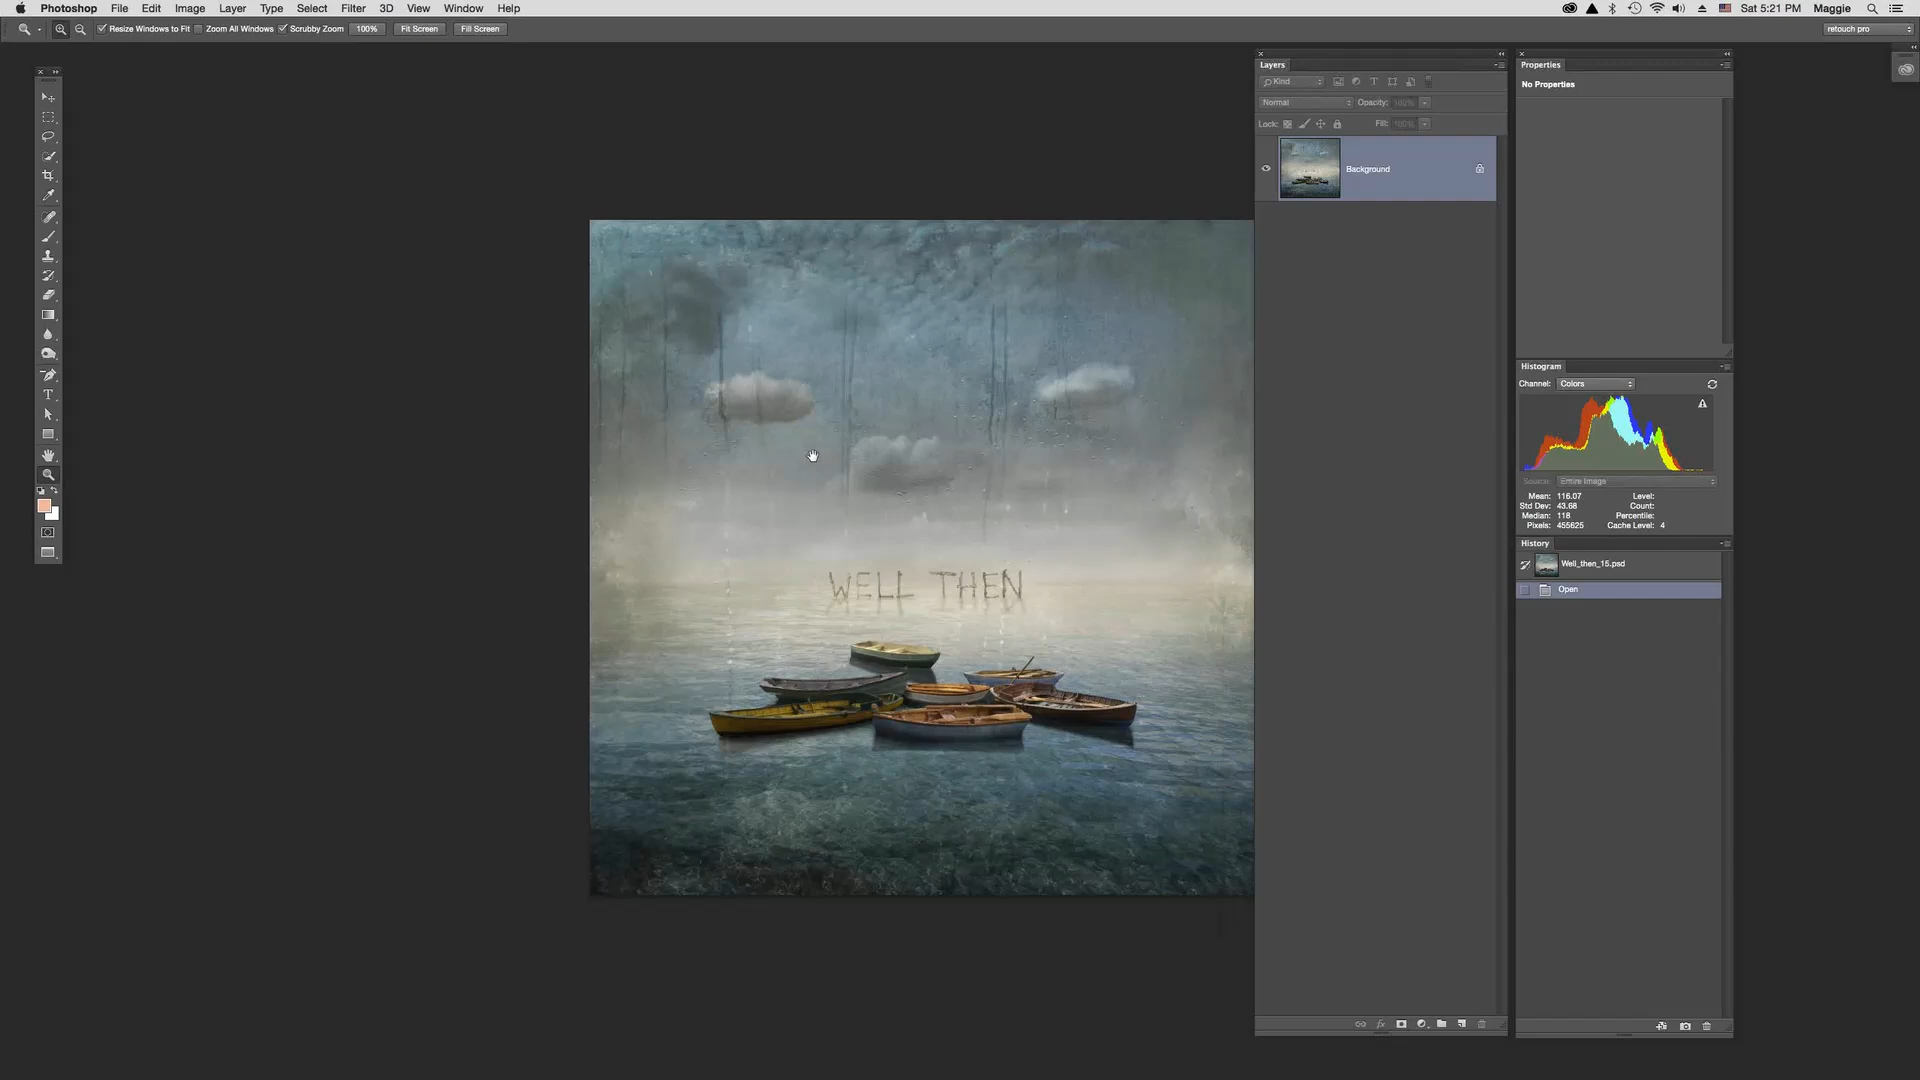 Photoshop File Edit Image Layer Type Select Filter 3D View Window Help Sat 5:21 PM Maggie
Resize Windows to Fit Zoom All Windows Scrubby Zoom 100% Fit Screen Fill Screen retouch pro
Layers
Kind
Normal Opacity: 100%
Lock: Fill: 100%
Background
Properties
No Properties
Histogram
Channel: Colors
Source: Entire Image
Mean: 116.07 Level:
Std Dev: 43.68 Count:
Median: 118 Percentile:
Pixels: 455625 Cache Level: 4
History
Well_then_15.psd
Open
WELL THEN